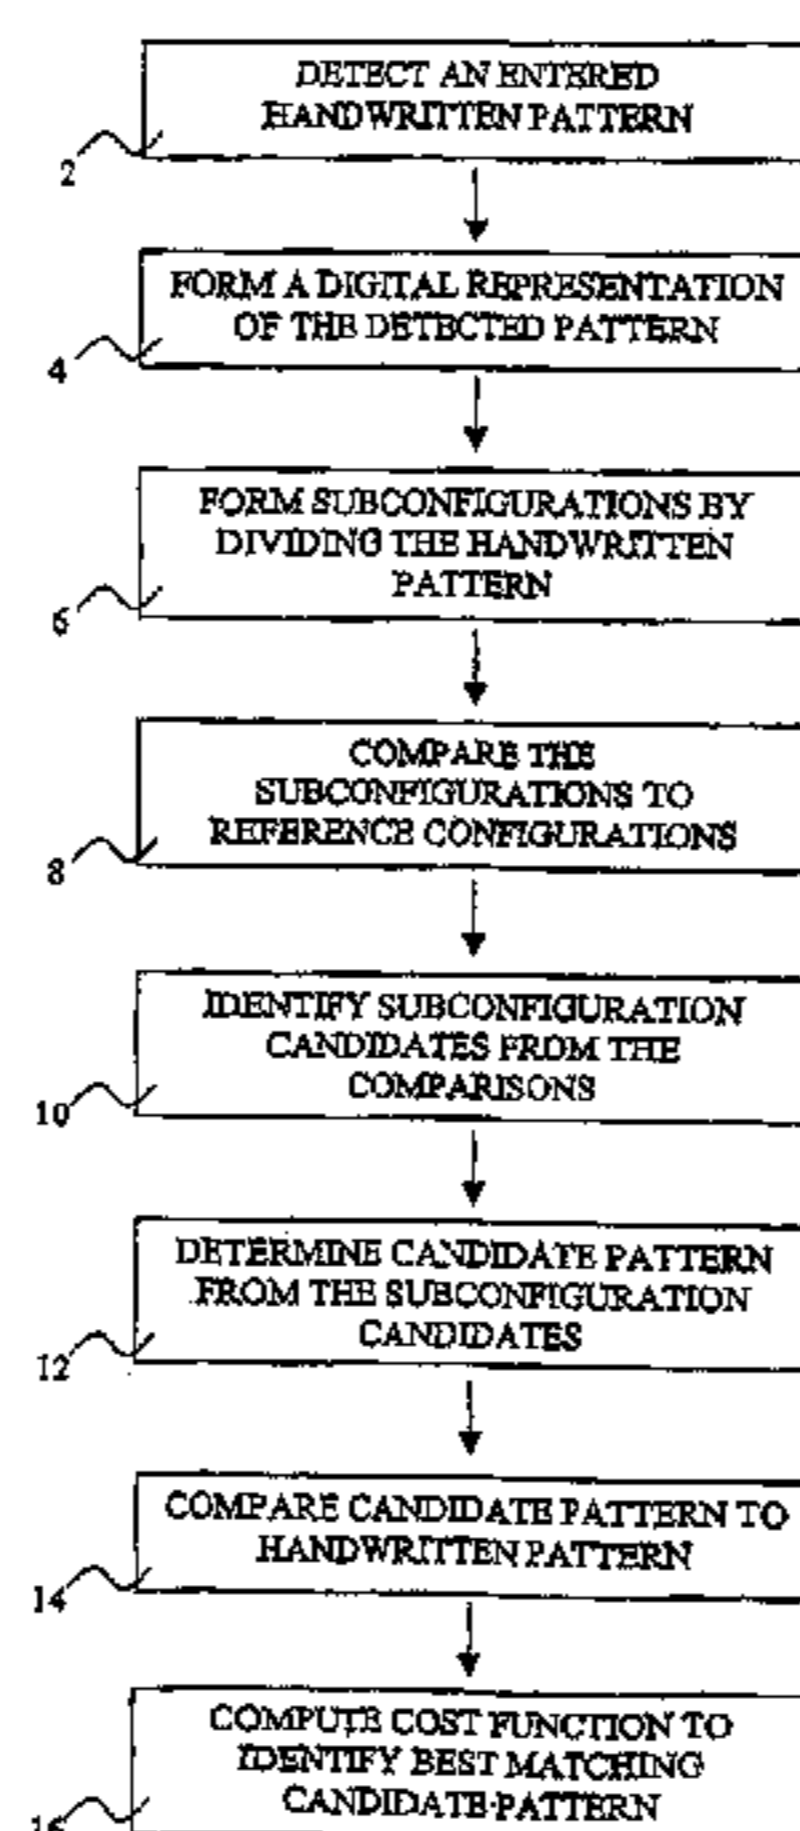 DETECT AN ENTERED
HANDWRITTEN PATTERN
2
FORM A DIGITAL REPRESENTATION
OF THE DETECTED PATTERN
4
FORM SUBCONFIGURATIONS BY
DIVIDING THE HANDWRITTEN
PATTERN
6
COMPARE THE
SUBCONFIGURATIONS TO
REFERENCE CONFIGURATIONS
8
IDENTIFY SUBCONFIGURATION
CANDIDATES FROM THE
COMPARISONS
10
DETERMINE CANDIDATE PATTERN
FROM THE SUBCONFIGURATION
CANDIDATES
12
COMPARE CANDIDATE PATTERN TO
HANDWRITTEN PATTERN
14
COMPUTE COST FUNCTION TO
IDENTIFY BEST MATCHING
CANDIDATE PATTERN